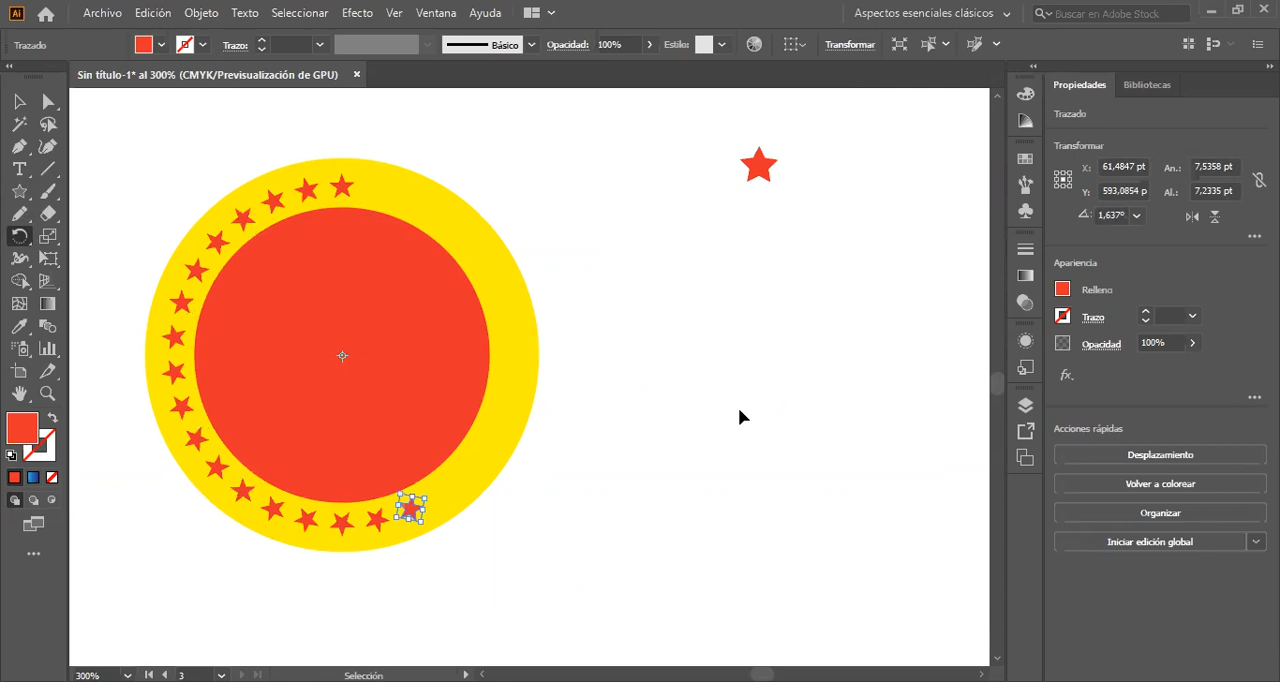 Ai Archivo Edición Objeto Texto Seleccionar Efecto Ver Ventana Ayuda Aspectos esenciales clásicos Buscar en Adobe Stock
Trazado Trazo: Básico Opacidad: 100% Estilo: Transformar
Sin título-1* al 300% (CMYK/Previsualización de GPU) ×
Propiedades Bibliotecas
Trazado
Transformar
X: 61,4847 pt An.: 7,5358 pt
Y: 593,0854 p Al.: 7,2335 pt
1,637°
Apariencia
Relleno
Trazo
Opacidad 100%
fx.
Acciones rápidas
Desplazamiento
Volver a colorear
Organizar
Iniciar edición global
300% 3 Selección